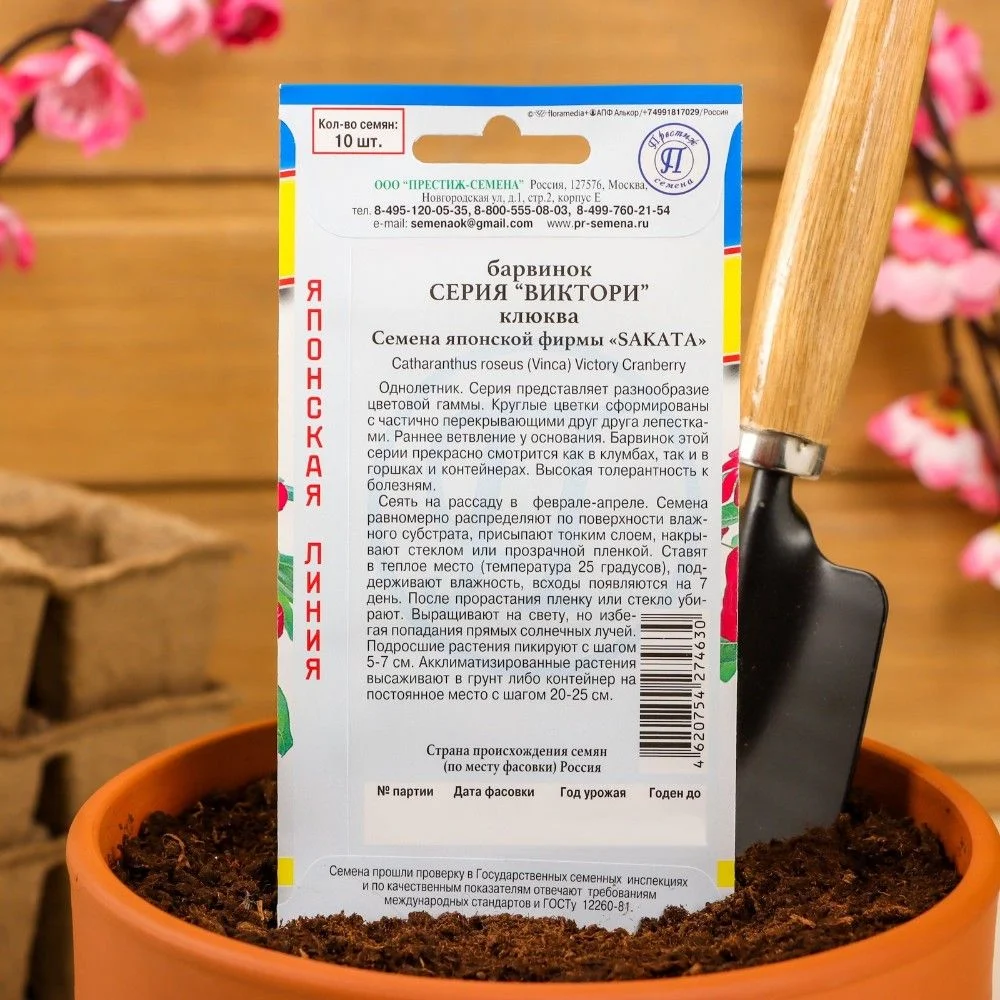 © floramedia+ АПФ Алькор/+74991817029/Россия
Кол-во семян:
10 шт.
Престиж
П
семена
ООО “ПРЕСТИЖ-СЕМЕНА” Россия, 127576, Москва,
Новгородская ул, д.1, стр.2, корпус Е
тел. 8-495-120-05-35, 8-800-555-08-03, 8-499-760-21-54
e-mail: semenaok@gmail.com www.pr-semena.ru
ЯПОНСКАЯ ЛИНИЯ
барвинок
СЕРИЯ “ВИКТОРИ”
клюква
Семена японской фирмы «SAKATA»
Catharanthus roseus (Vinca) Victory Cranberry
Однолетник. Серия представляет разнообразие
цветовой гаммы. Круглые цветки сформированы
с частично перекрывающими друг друга лепестка-
ми. Раннее ветвление у основания. Барвинок этой
серии прекрасно смотрится как в клумбах, так и в
горшках и контейнерах. Высокая толерантность к
болезням.
Сеять на рассаду в феврале-апреле. Семена
равномерно распределяют по поверхности влаж-
ного субстрата, присыпают тонким слоем, накры-
вают стеклом или прозрачной пленкой. Ставят
в теплое место (температура 25 градусов), под-
держивают влажность, всходы появляются на 7
день. После прорастания пленку или стекло уби-
рают. Выращивают на свету, но избе-
гая попадания прямых солнечных лучей.
Подросшие растения пикируют с шагом
5-7 см. Акклиматизированные растения
высаживают в грунт либо контейнер на
постоянное место с шагом 20-25 см.
4620754274630
Страна происхождения семян
(по месту фасовки) Россия
№ партии Дата фасовки Год урожая Годен до
Семена прошли проверку в Государственных семенных инспекциях
и по качественным показателям отвечают требованиям
международных стандартов и ГОСТу 12260-81.